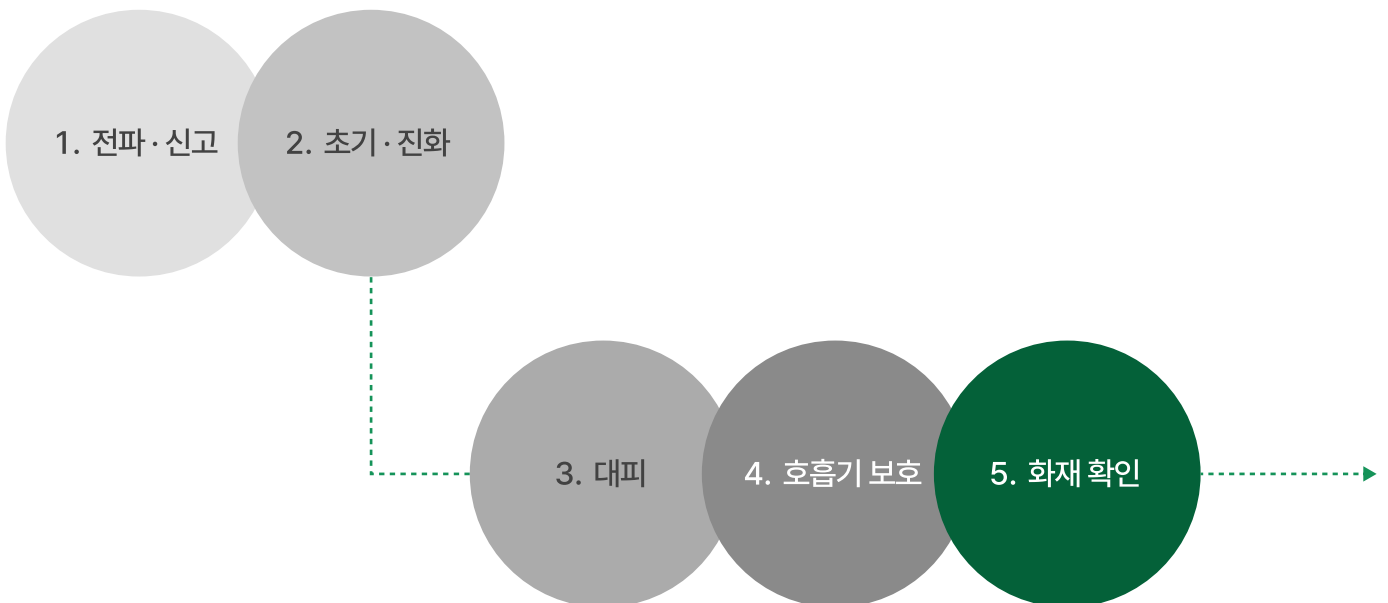 1. 전파 · 신고
2. 초기 · 진화
3. 대피
4. 호흡기 보호
5. 화재 확인